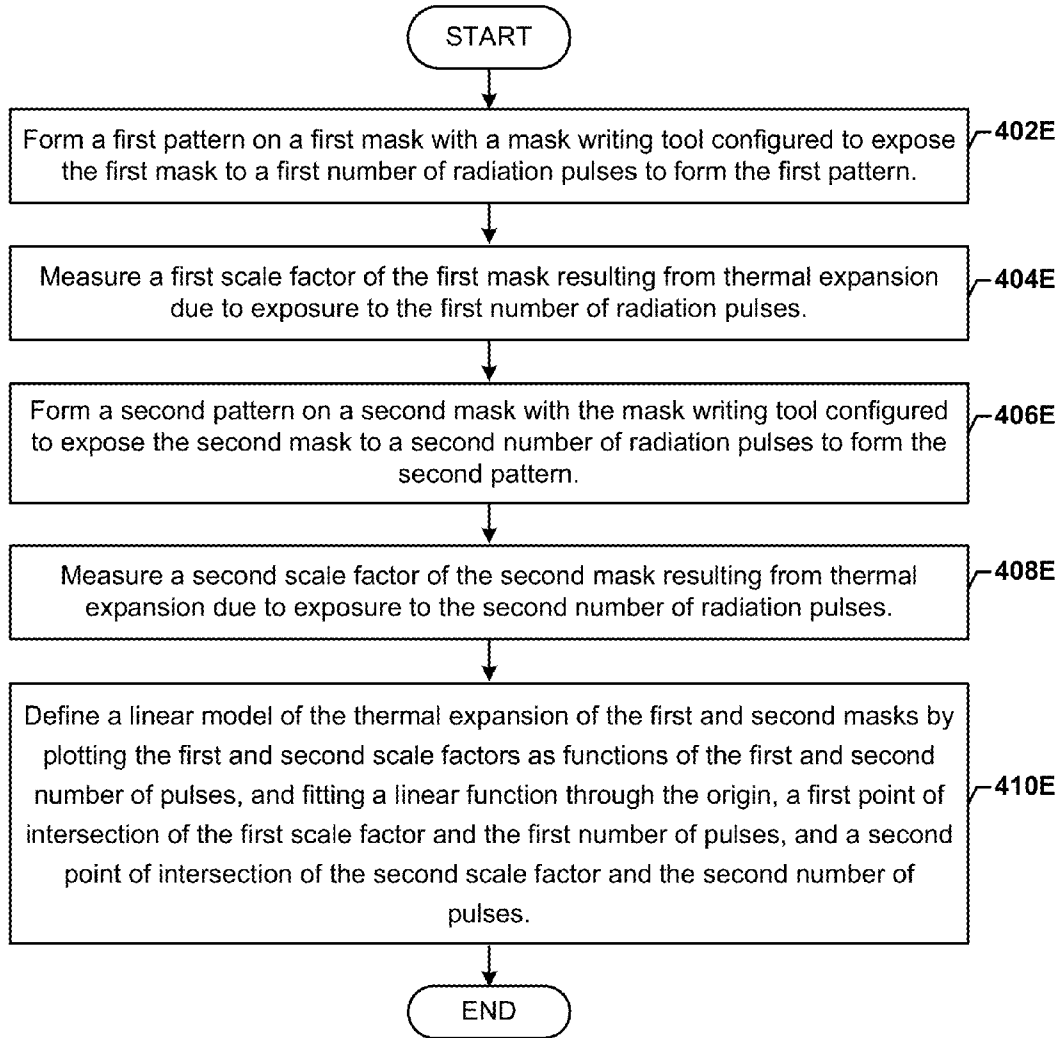 START
Form a first pattern on a first mask with a mask writing tool configured to expose
the first mask to a first number of radiation pulses to form the first pattern.
402E
Measure a first scale factor of the first mask resulting from thermal expansion
due to exposure to the first number of radiation pulses.
404E
Form a second pattern on a second mask with the mask writing tool configured
to expose the second mask to a second number of radiation pulses to form the
second pattern.
406E
Measure a second scale factor of the second mask resulting from thermal
expansion due to exposure to the second number of radiation pulses.
408E
Define a linear model of the thermal expansion of the first and second masks by
plotting the first and second scale factors as functions of the first and second
number of pulses, and fitting a linear function through the origin, a first point of
intersection of the first scale factor and the first number of pulses, and a second
point of intersection of the second scale factor and the second number of
pulses.
410E
END